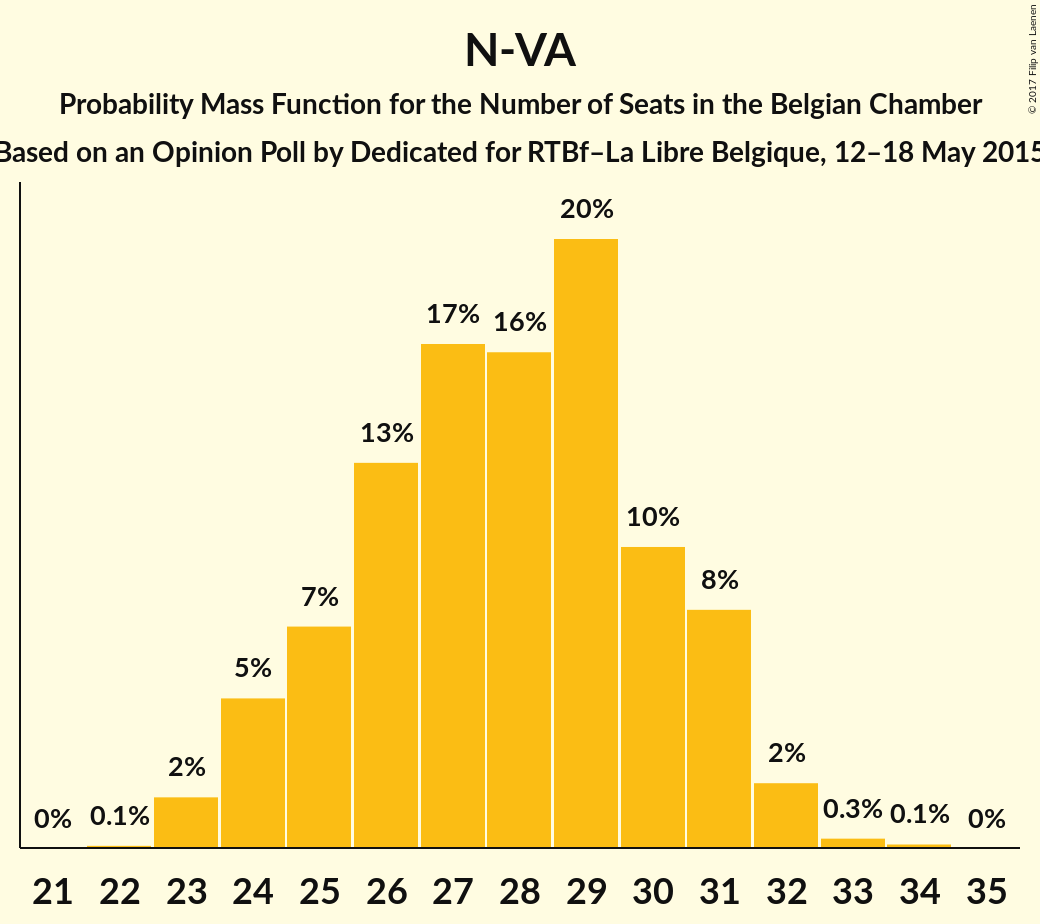 N-VA
Probability Mass Function for the Number of Seats in the Belgian Chamber
Based on an Opinion Poll by Dedicated for RTBf–La Libre Belgique, 12–18 May 2015
© 2017 Filip van Laenen
0% 0.1% 2% 5% 7% 13% 17% 16% 20% 10% 8% 2% 0.3% 0.1% 0%
21 22 23 24 25 26 27 28 29 30 31 32 33 34 35